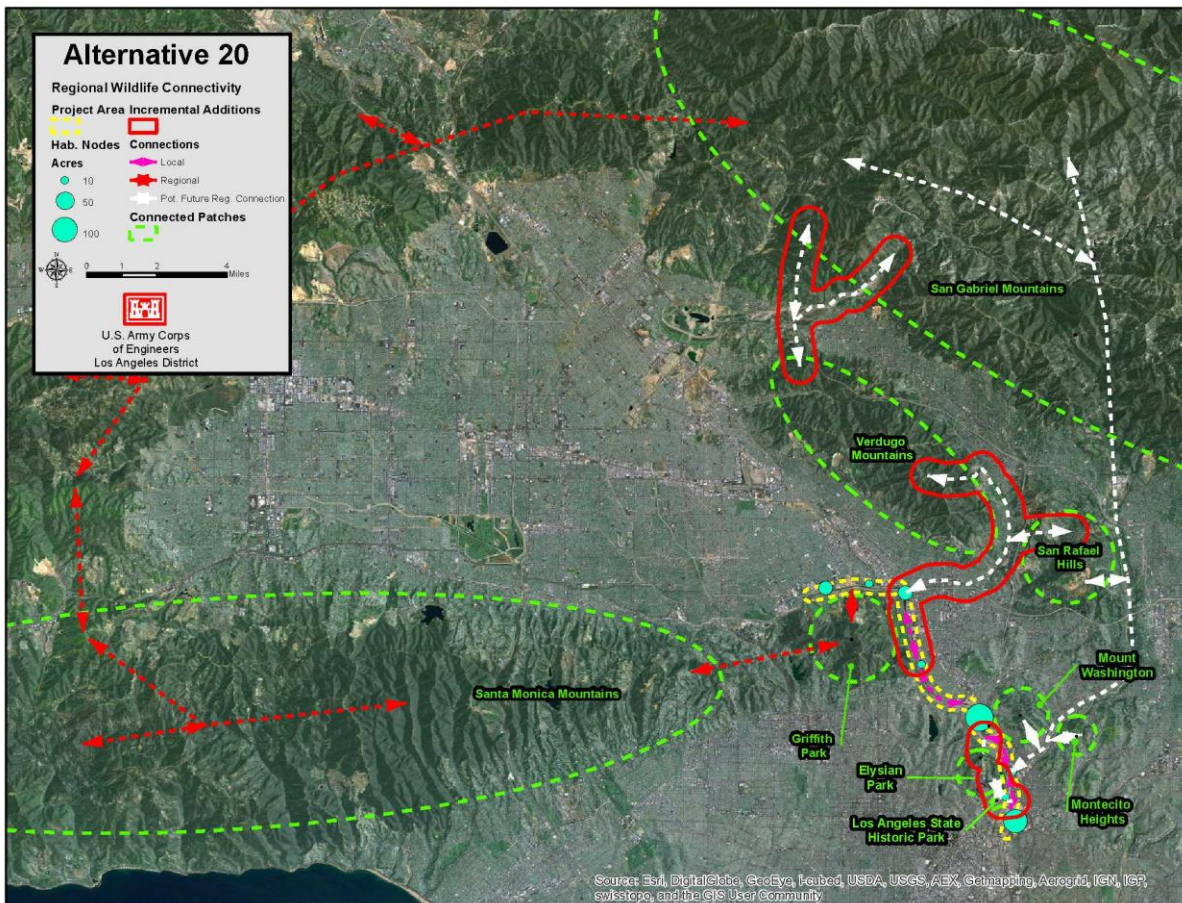 Alternative 20
Regional Wildlife Connectivity
Project Area Incremental Additions
Hab. Nodes Connections
Acres
Local
10
Regional
50
Pot. Future Reg. Connection
Connected Patches
100
N
W E
S
0 1 2 4
Miles
U.S. Army Corps
of Engineers
Los Angeles District
San Gabriel Mountains
Verdugo
Mountains
San Rafael
Hills
Mount
Washington
Santa Monica Mountains
Griffith
Park
Elysian
Park
Montecito
Heights
Los Angeles State
Historic Park
Source: Esri, DigitalGlobe, GeoEye, i-cubed, USDA, USGS, AEX, Getmapping, Aerogrid, IGN, IGP,
swisstopo, and the GIS User Community